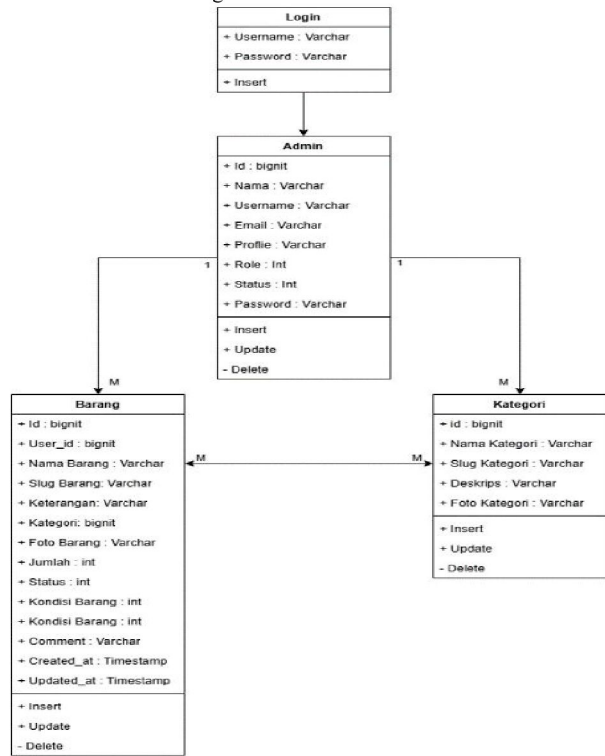 Login
+ Username : Varchar
+ Password : Varchar
+ Insert
Admin
+ Id : bignit
+ Nama : Varchar
+ Username : Varchar
+ Email : Varchar
+ Proflie : Varchar
+ Role : Int
+ Status : Int
+ Password : Varchar
+ Insert
+ Update
- Delete
1
1
M
M
Barang
+ Id : bignit
+ User_id : bignit
+ Nama Barang: Varchar
+ Slug Barang: Varchar
+ Keterangan: Varchar
+ Kategori: bignit
+ Foto Barang : Varchar
+ Jumlah : int
+ Status : int
+ Kondisi Barang : int
+ Kondisi Barang : int
+ Comment : Varchar
+ Created_at : Timestamp
+ Updated_at : Timestamp
+ Insert
+ Update
- Delete
M
M
Kategori
+ id : bignit
+ Nama Kategori : Varchar
+ Slug Kategori : Varchar
+ Deskrips : Varchar
+ Foto Kategori : Varchar
+ Insert
+ Update
- Delete